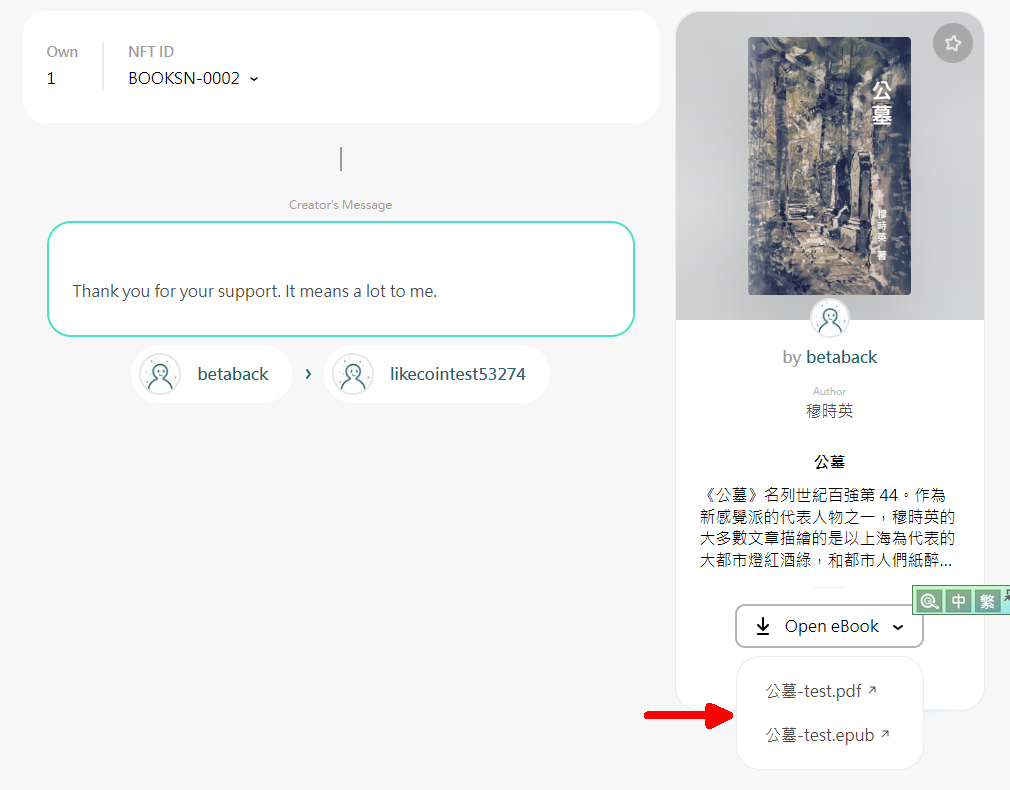 Own
1
NFT ID
BOOKSN-0002
Creator's Message
Thank you for your support. It means a lot to me.
betaback
likecointest53274
公墓
穆時英 著
by betaback
Author
穆時英
公墓
《公墓》名列世紀百強第 44。作為
新感覺派的代表人物之一，穆時英的
大多數文章描繪的是以上海為代表的
大都市燈紅酒綠，和都市人們紙醉...
中 繁
Open eBook
公墓-test.pdf
公墓-test.epub